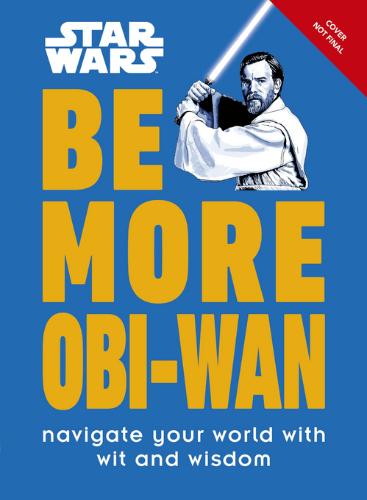 STAR
WARS
COVER
NOT FINAL
BE
MORE
OBI-WAN
navigate your world with
wit and wisdom